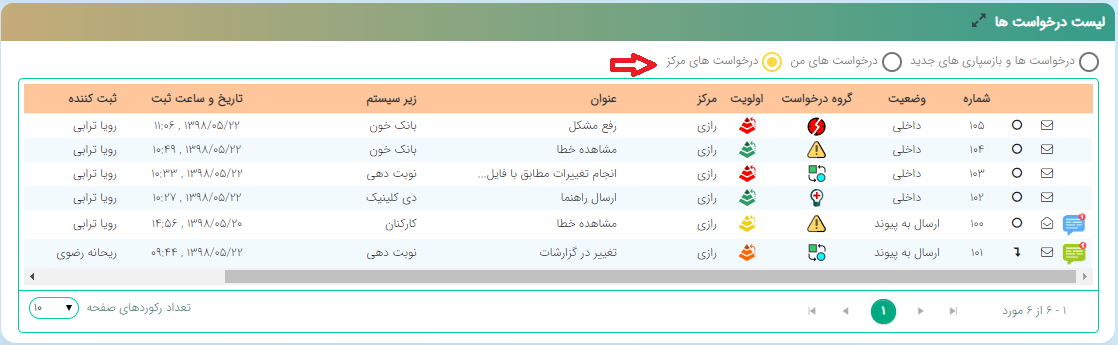 لیست درخواست ها
درخواست ها و بازسپاری های جدید درخواست های من درخواست های مرکز
شماره وضعیت گروه درخواست اولویت مرکز عنوان زیر سیستم تاریخ و ساعت ثبت ثبت کننده
۱۰۵ داخلی رازی رفع مشکل بانک خون ۱۳۹۸/۰۵/۲۲ , ۱۱:۰۶ رویا ترابی
۱۰۴ داخلی رازی مشاهده خطا بانک خون ۱۳۹۸/۰۵/۲۲ , ۱۰:۴۹ رویا ترابی
۱۰۳ داخلی رازی انجام تغییرات مطابق با فایل... نوبت دهی ۱۳۹۸/۰۵/۲۲ , ۱۰:۳۳ رویا ترابی
۱۰۲ داخلی رازی ارسال راهنما دی کلینیک ۱۳۹۸/۰۵/۲۲ , ۱۰:۲۷ رویا ترابی
۱۰۰ ارسال به پیوند رازی مشاهده خطا کارکنان ۱۳۹۸/۰۵/۲۰ , ۱۴:۵۶ رویا ترابی
۱۰۱ ارسال به پیوند رازی تغییر در گزارشات نوبت دهی ۱۳۹۸/۰۵/۲۲ , ۰۹:۴۴ ریحانه رضوی
۱ - ۶ از ۶ مورد ۱ تعداد رکوردهای صفحه ۱۰